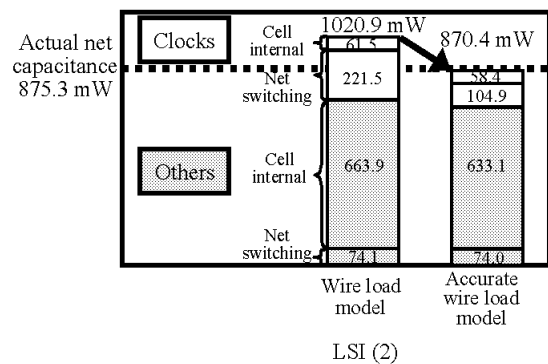 Actual net
capacitance
875.3 mW
Clocks
Others
Cell
internal
Net
switching
Cell
internal
Net
switching
1020.9 mW
61.5
221.5
663.9
74.1
870.4 mW
58.4
104.9
633.1
74.0
Wire load
model
Accurate
wire load
model
LSI (2)